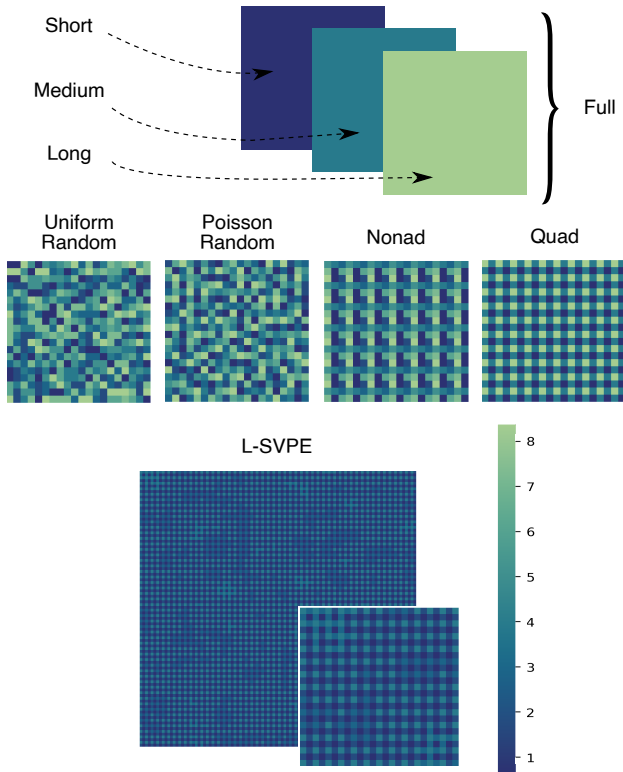 Short
Medium
Long
Full
Uniform
Random
Poisson
Random
Nonad
Quad
L-SVPE
8
7
6
5
4
3
2
1